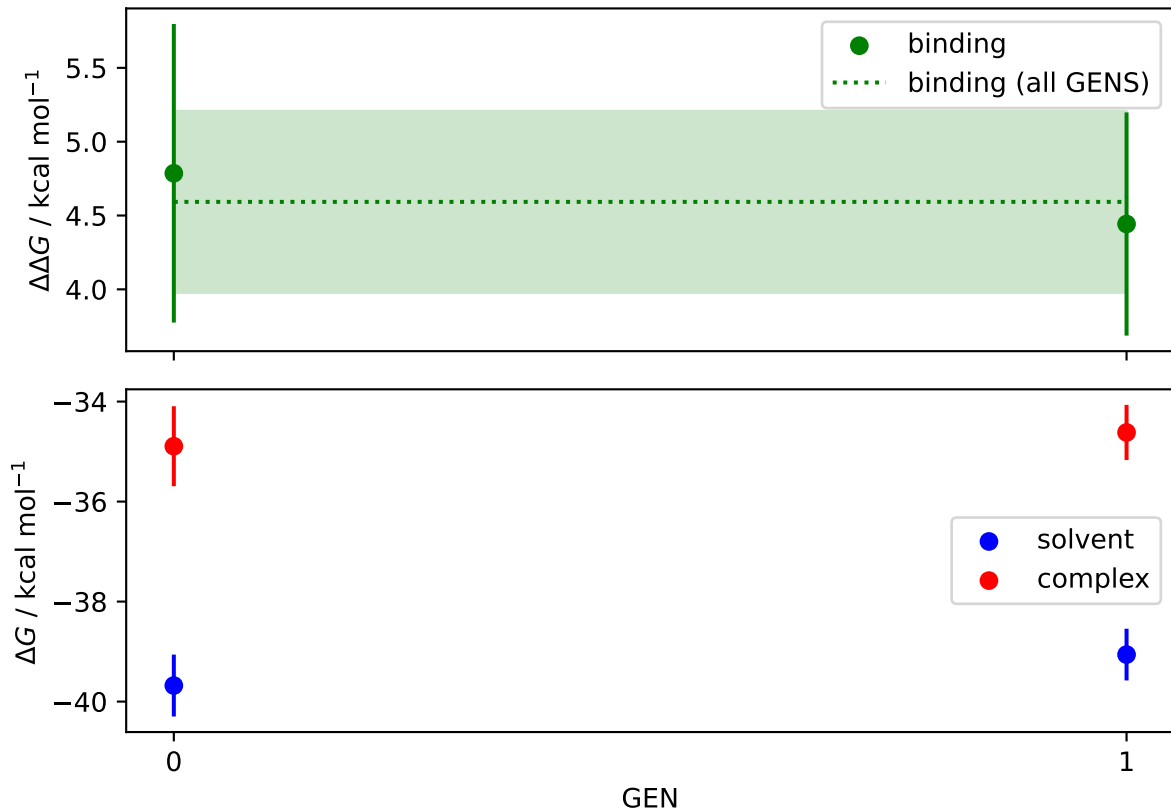 5.5
5.0
4.5
4.0
ΔΔG / kcal mol⁻¹
binding
binding (all GENS)
−34
−36
−38
−40
ΔG / kcal mol⁻¹
solvent
complex
0
1
GEN